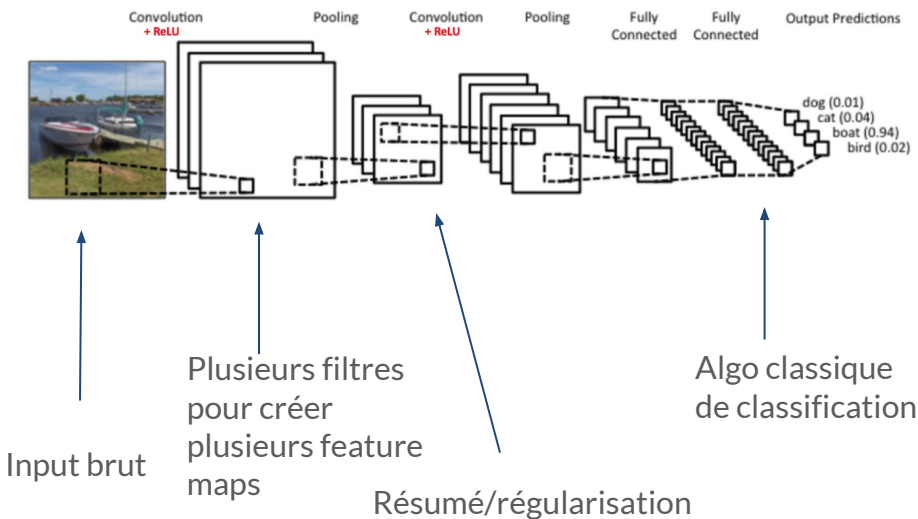 Convolution
+ ReLU
Pooling
Convolution
+ ReLU
Pooling
Fully
Connected
Fully
Connected
Output Predictions
dog (0.01)
cat (0.04)
boat (0.94)
bird (0.02)
Input brut
Plusieurs filtres
pour créer
plusieurs feature
maps
Résumé/régularisation
Algo classique
de classification